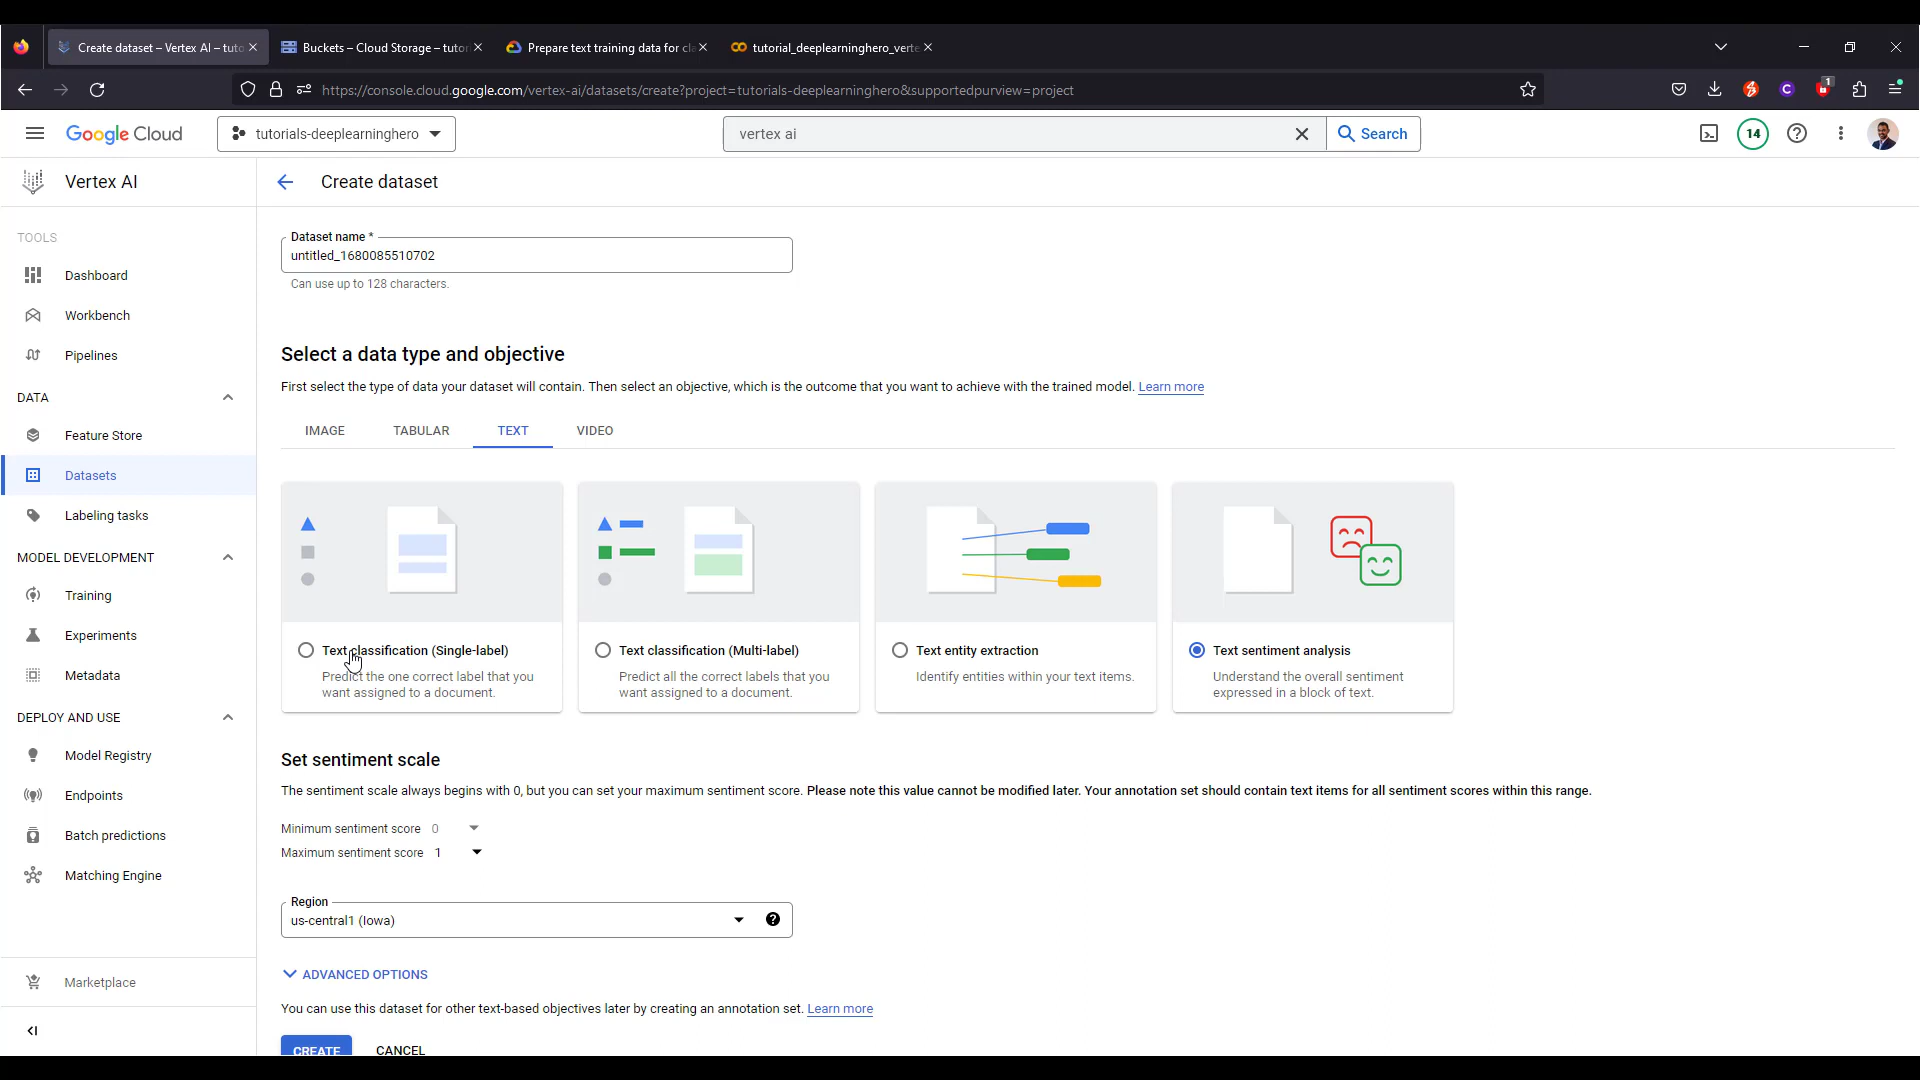 Create dataset – Vertex AI – tuto
Buckets – Cloud Storage – tutor
Prepare text training data for cla
tutorial_deeplearninghero_verte
https://console.cloud.google.com/vertex-ai/datasets/create?project=tutorials-deeplearninghero&supportedpurview=project
C
1
Google Cloud
tutorials-deeplearninghero
vertex ai
Search
14
Vertex AI
Create dataset
TOOLS
Dashboard
Workbench
Pipelines
DATA
Feature Store
Datasets
Labeling tasks
MODEL DEVELOPMENT
Training
Experiments
Metadata
DEPLOY AND USE
Model Registry
Endpoints
Batch predictions
Matching Engine
Marketplace
Dataset name *
untitled_1680085510702
Can use up to 128 characters.
Select a data type and objective
First select the type of data your dataset will contain. Then select an objective, which is the outcome that you want to achieve with the trained model. Learn more
IMAGE
TABULAR
TEXT
VIDEO
Text classification (Single-label)
Predict the one correct label that you
want assigned to a document.
Text classification (Multi-label)
Predict all the correct labels that you
want assigned to a document.
Text entity extraction
Identify entities within your text items.
Text sentiment analysis
Understand the overall sentiment
expressed in a block of text.
Set sentiment scale
The sentiment scale always begins with 0, but you can set your maximum sentiment score. Please note this value cannot be modified later. Your annotation set should contain text items for all sentiment scores within this range.
Minimum sentiment score 0
Maximum sentiment score 1
Region
us-central1 (Iowa)
ADVANCED OPTIONS
You can use this dataset for other text-based objectives later by creating an annotation set. Learn more
CREATE
CANCEL